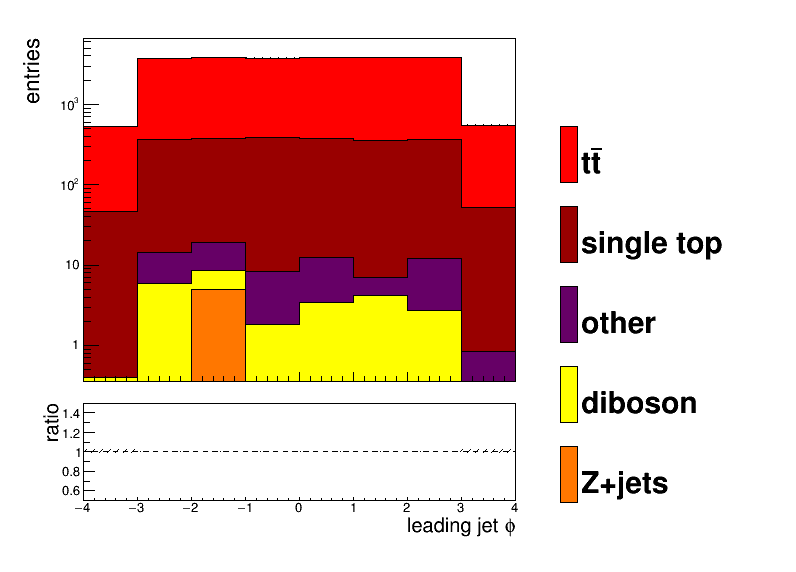 entries
10³
10²
10
1
ratio
1.4
1.2
1
0.8
0.6
−4 −3 −2 −1 0 1 2 3 4
leading jet ϕ
tt̄
single top
other
diboson
Z+jets